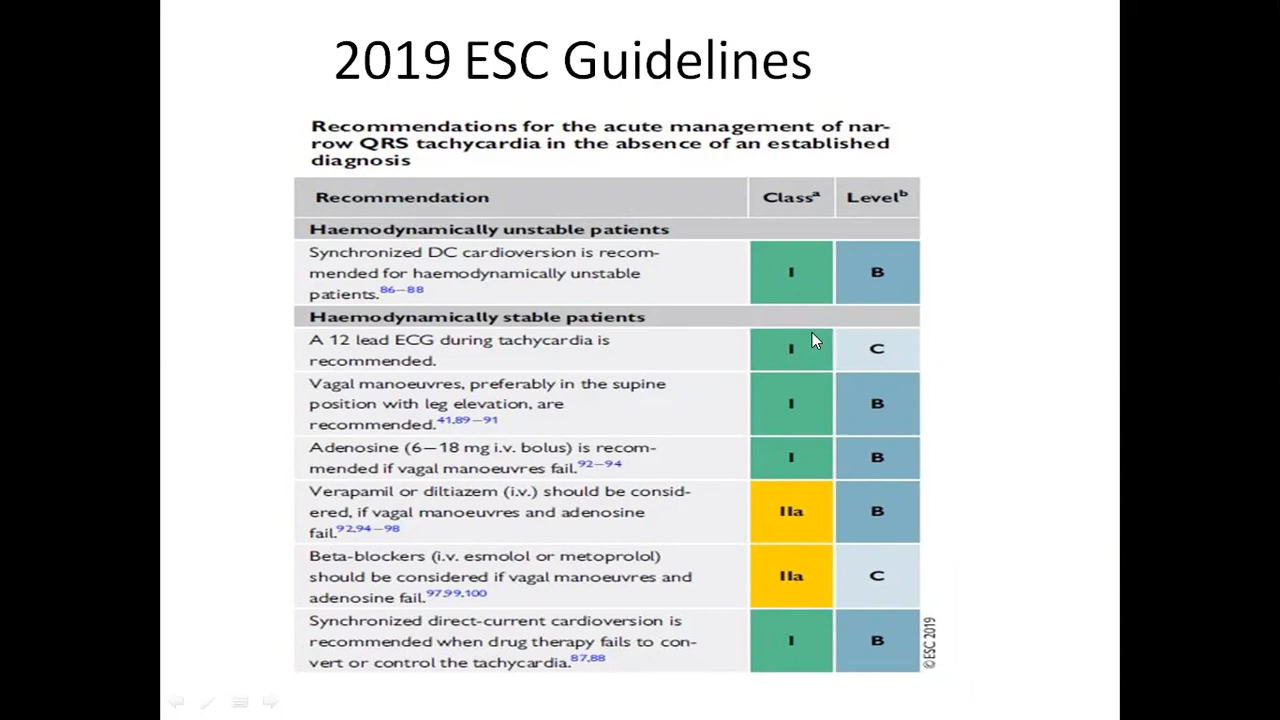 2019 ESC Guidelines
Recommendations for the acute management of nar-
row QRS tachycardia in the absence of an established
diagnosis
Recommendation Classᵃ Levelᵇ
Haemodynamically unstable patients
Synchronized DC cardioversion is recom-
mended for haemodynamically unstable
patients.86–88
I B
Haemodynamically stable patients
A 12 lead ECG during tachycardia is
recommended.
I C
Vagal manoeuvres, preferably in the supine
position with leg elevation, are
recommended.41,89–91
I B
Adenosine (6–18 mg i.v. bolus) is recom-
mended if vagal manoeuvres fail.92–94
I B
Verapamil or diltiazem (i.v.) should be consid-
ered, if vagal manoeuvres and adenosine
fail.92,94–98
IIa B
Beta-blockers (i.v. esmolol or metoprolol)
should be considered if vagal manoeuvres and
adenosine fail.97,99,100
IIa C
Synchronized direct-current cardioversion is
recommended when drug therapy fails to con-
vert or control the tachycardia.87,88
I B
©ESC 2019